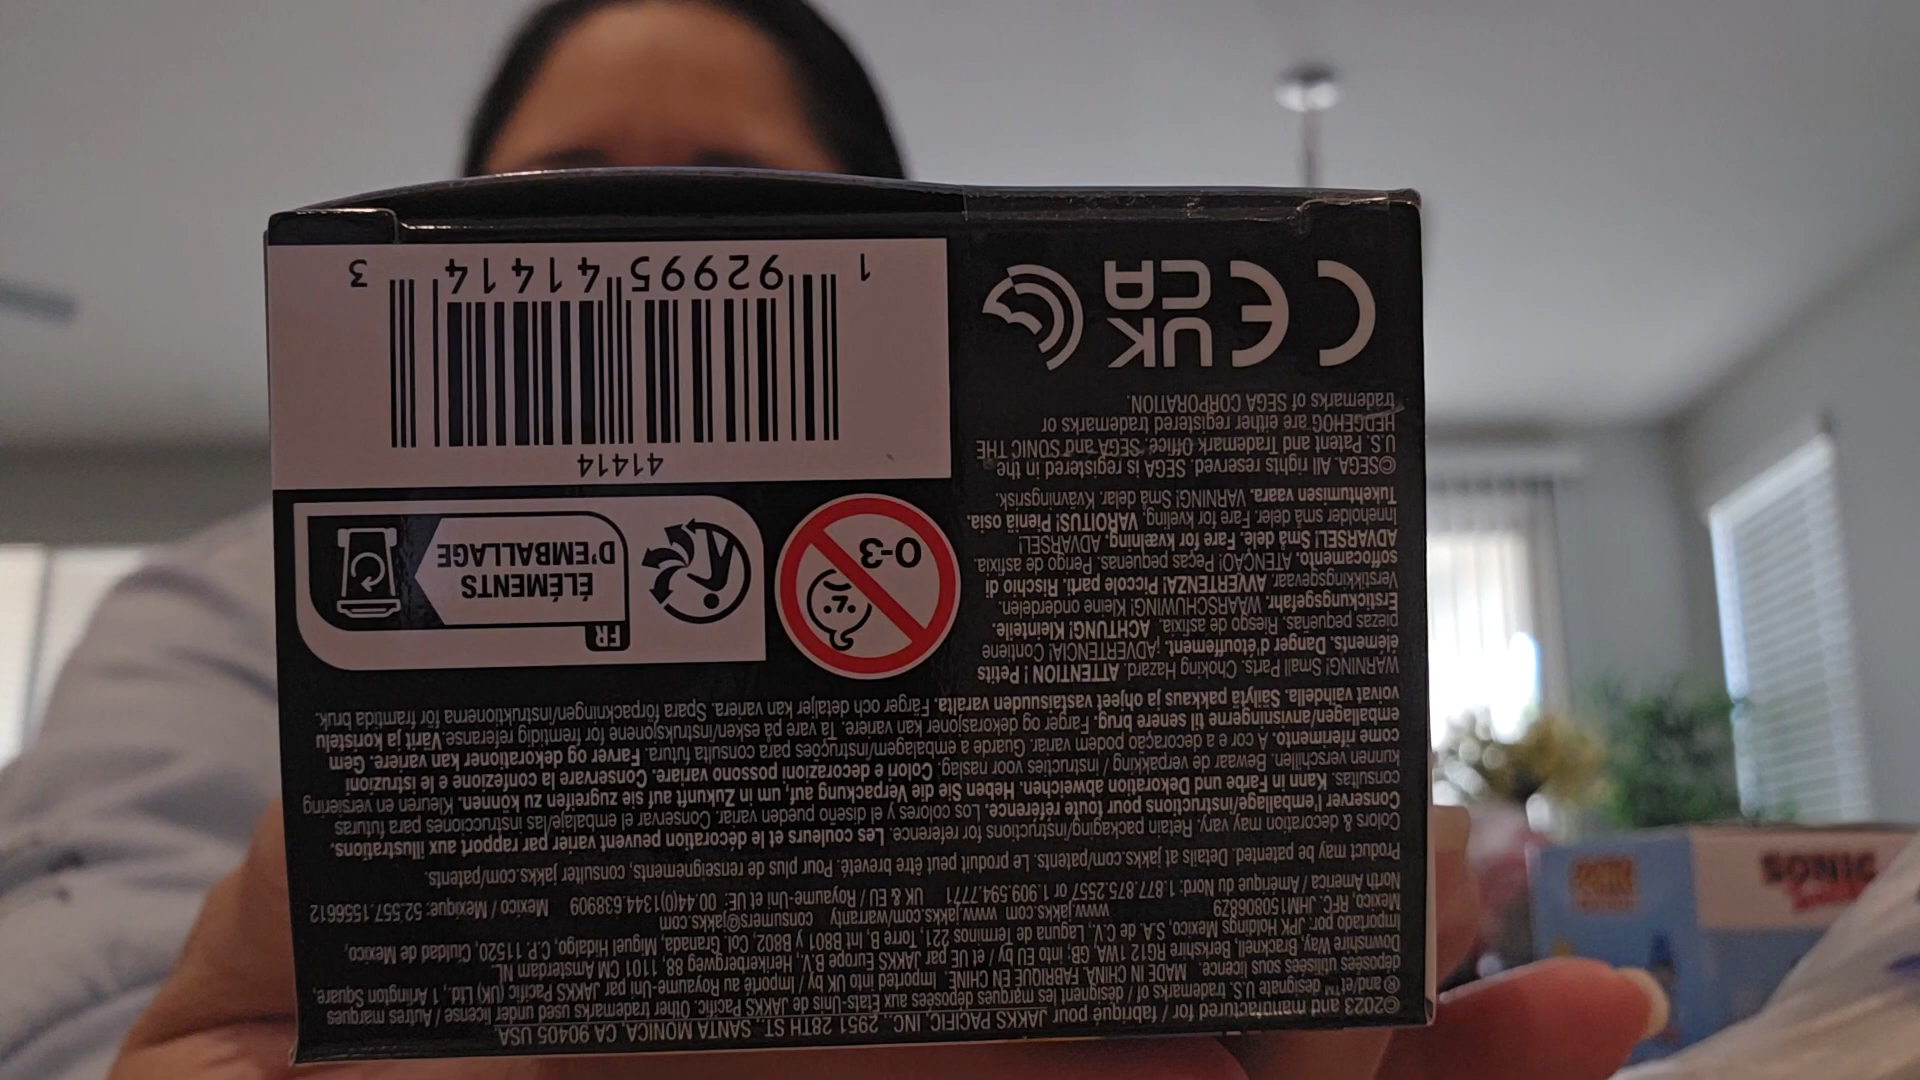 ©2023 and manufactured for / fabriqué pour JAKKS PACIFIC, INC., 2951 28TH ST., SANTA MONICA, CA 90405 USA.
® and/et ™ designate U.S. trademarks of / désignent les marques déposées aux États-Unis de JAKKS Pacific. Other trademarks used under license / Autres marques
déposées utilisées sous licence. MADE IN CHINA. FABRIQUÉ EN CHINE. Imported into UK by / Importé au Royaume-Uni par JAKKS Pacific (UK) Ltd., 1 Arlington Square,
Downshire Way, Bracknell, Berkshire RG12 1WA, GB; into EU by / et UE par JAKKS Europe B.V., Herikerbergweg 88, 1101 CM Amsterdam NL.
Importado por: JPK Holdings Mexico, S.A. de C.V., Laguna de Terminos 221, Torre B, Int B801 y B802, Col. Granada, Miguel Hidalgo, C.P. 11520, Ciudad de Mexico,
Mexico, RFC: JHM1508068Z9 www.jakks.com www.jakks.com/warranty consumers@jakks.com
North America / Amérique du Nord: 1.877.875.2557 or 1.909.594.7771 UK & EU / Royaume-Uni et UE: 00.44(0)1344.638909 Mexico / Mexique: 52.557.1556612
Product may be patented. Details at jakks.com/patents. Le produit peut être breveté. Pour plus de renseignements, consulter jakks.com/patents.
Colors & decoration may vary. Retain packaging/instructions for reference. Les couleurs et le décoration peuvent varier par rapport aux illustrations.
Conserver l'emballage/instructions pour toute référence. Los colores y el diseño pueden variar. Conservar el embalaje/las instrucciones para futuras
consultas. Kann in Farbe und Dekoration abweichen. Heben Sie die Verpackung auf, um in Zukunft auf sie zugreifen zu können. Kleuren en versiering
kunnen verschillen. Bewaar de verpakking / instructies voor naslag. Colori e decorazioni possono variare. Conservare la confezione e le istruzioni
come riferimento. A cor e a decoração podem variar. Guarde a embalagem/instruções para consulta futura. Farver og dekorationer kan variere. Gem
emballagen/anvisningerne til senere brug. Farger og dekorasjoner kan variere. Ta vare på esken/instruksjonene for fremtidig referanse. Värit ja koristelu
voivat vaihdella. Säilytä pakkaus ja ohjeet vastaisuuden varalta. Färger och detaljer kan variera. Spara förpackningen/instruktionerna för framtida bruk.
WARNING! Small Parts. Choking Hazard. ATTENTION ! Petits
éléments. Danger d'étouffement. ¡ADVERTENCIA! Contiene
piezas pequeñas. Riesgo de asfixia. ACHTUNG! Kleinteile.
Erstickungsgefahr. WAARSCHUWING! Kleine onderdelen.
Verstikkingsgevaar. AVVERTENZA! Piccole parti. Rischio di
soffocamento. ATENÇÃO! Peças pequenas. Perigo de asfixia.
ADVARSEL! Små dele. Fare for kvælning. ADVARSEL!
Inneholder små deler. Fare for kveling. VAROITUS! Pieniä osia.
Tukehtumisen vaara. VARNING! Små delar. Kvävningsrisk.
©SEGA. All rights reserved. SEGA is registered in the
U.S. Patent and Trademark Office. SEGA and SONIC THE
HEDGEHOG are either registered trademarks or
trademarks of SEGA CORPORATION.
CE
UK
CA
0-3
FR
ÉLÉMENTS
D'EMBALLAGE
41414
1 92995 41414 3
SONIC